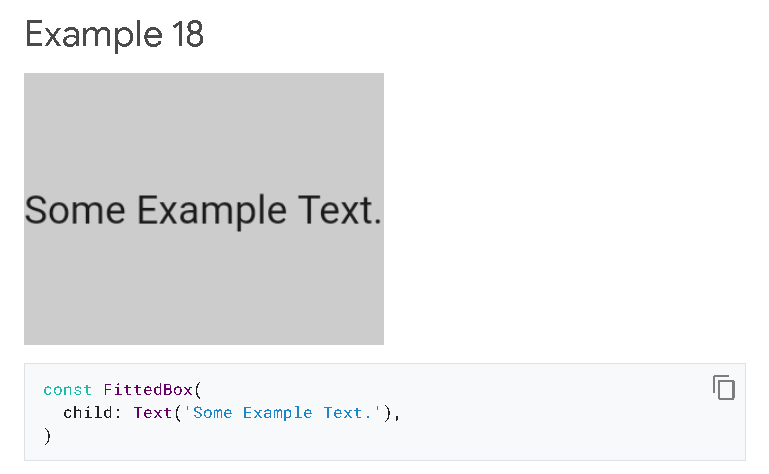 Example 18
Some Example Text.
const FittedBox(
  child: Text('Some Example Text.'),
)